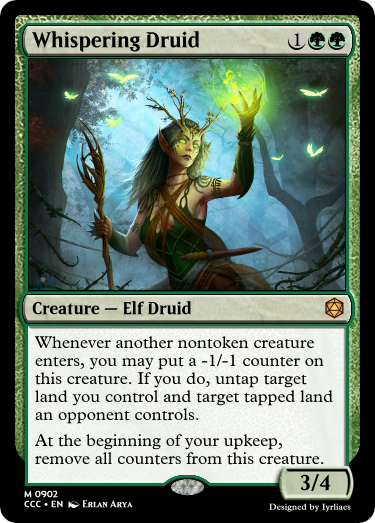 Whispering Druid 1
Creature — Elf Druid
Whenever another nontoken creature
enters, you may put a -1/-1 counter on
this creature. If you do, untap target
land you control and target tapped land
an opponent controls.
At the beginning of your upkeep,
remove all counters from this creature.
3/4
M 0902
CCC • EN Erlan Arya
Designed by Iyrliaes